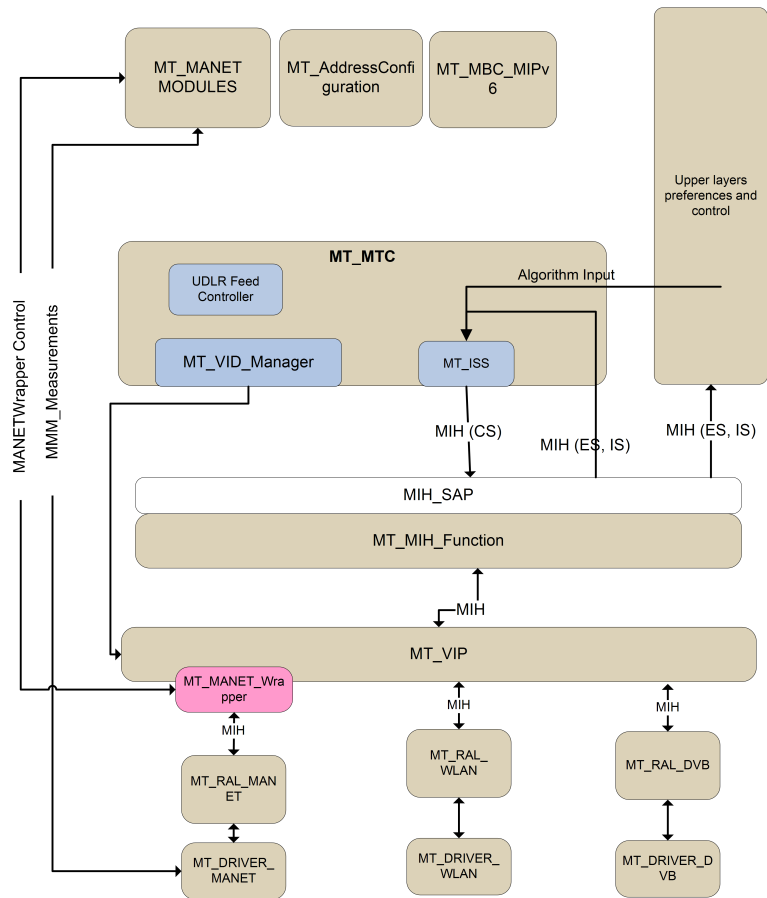 MT_MANET
MODULES
MT_AddressConfi
guration
MT_MBC_MIPv
6
Upper layers
preferences and
control
MT_MTC
UDLR Feed
Controller
Algorithm Input
MT_VID_Manager
MT_ISS
MANETWrapper Control
MMM_Measurements
MIH (CS)
MIH (ES, IS)
MIH (ES, IS)
MIH_SAP
MT_MIH_Function
MIH
MT_VIP
MT_MANET_Wra
pper
MIH
MIH
MIH
MT_RAL_MAN
ET
MT_RAL_
WLAN
MT_RAL_DVB
MT_DRIVER_
MANET
MT_DRIVER_
WLAN
MT_DRIVER_D
VB